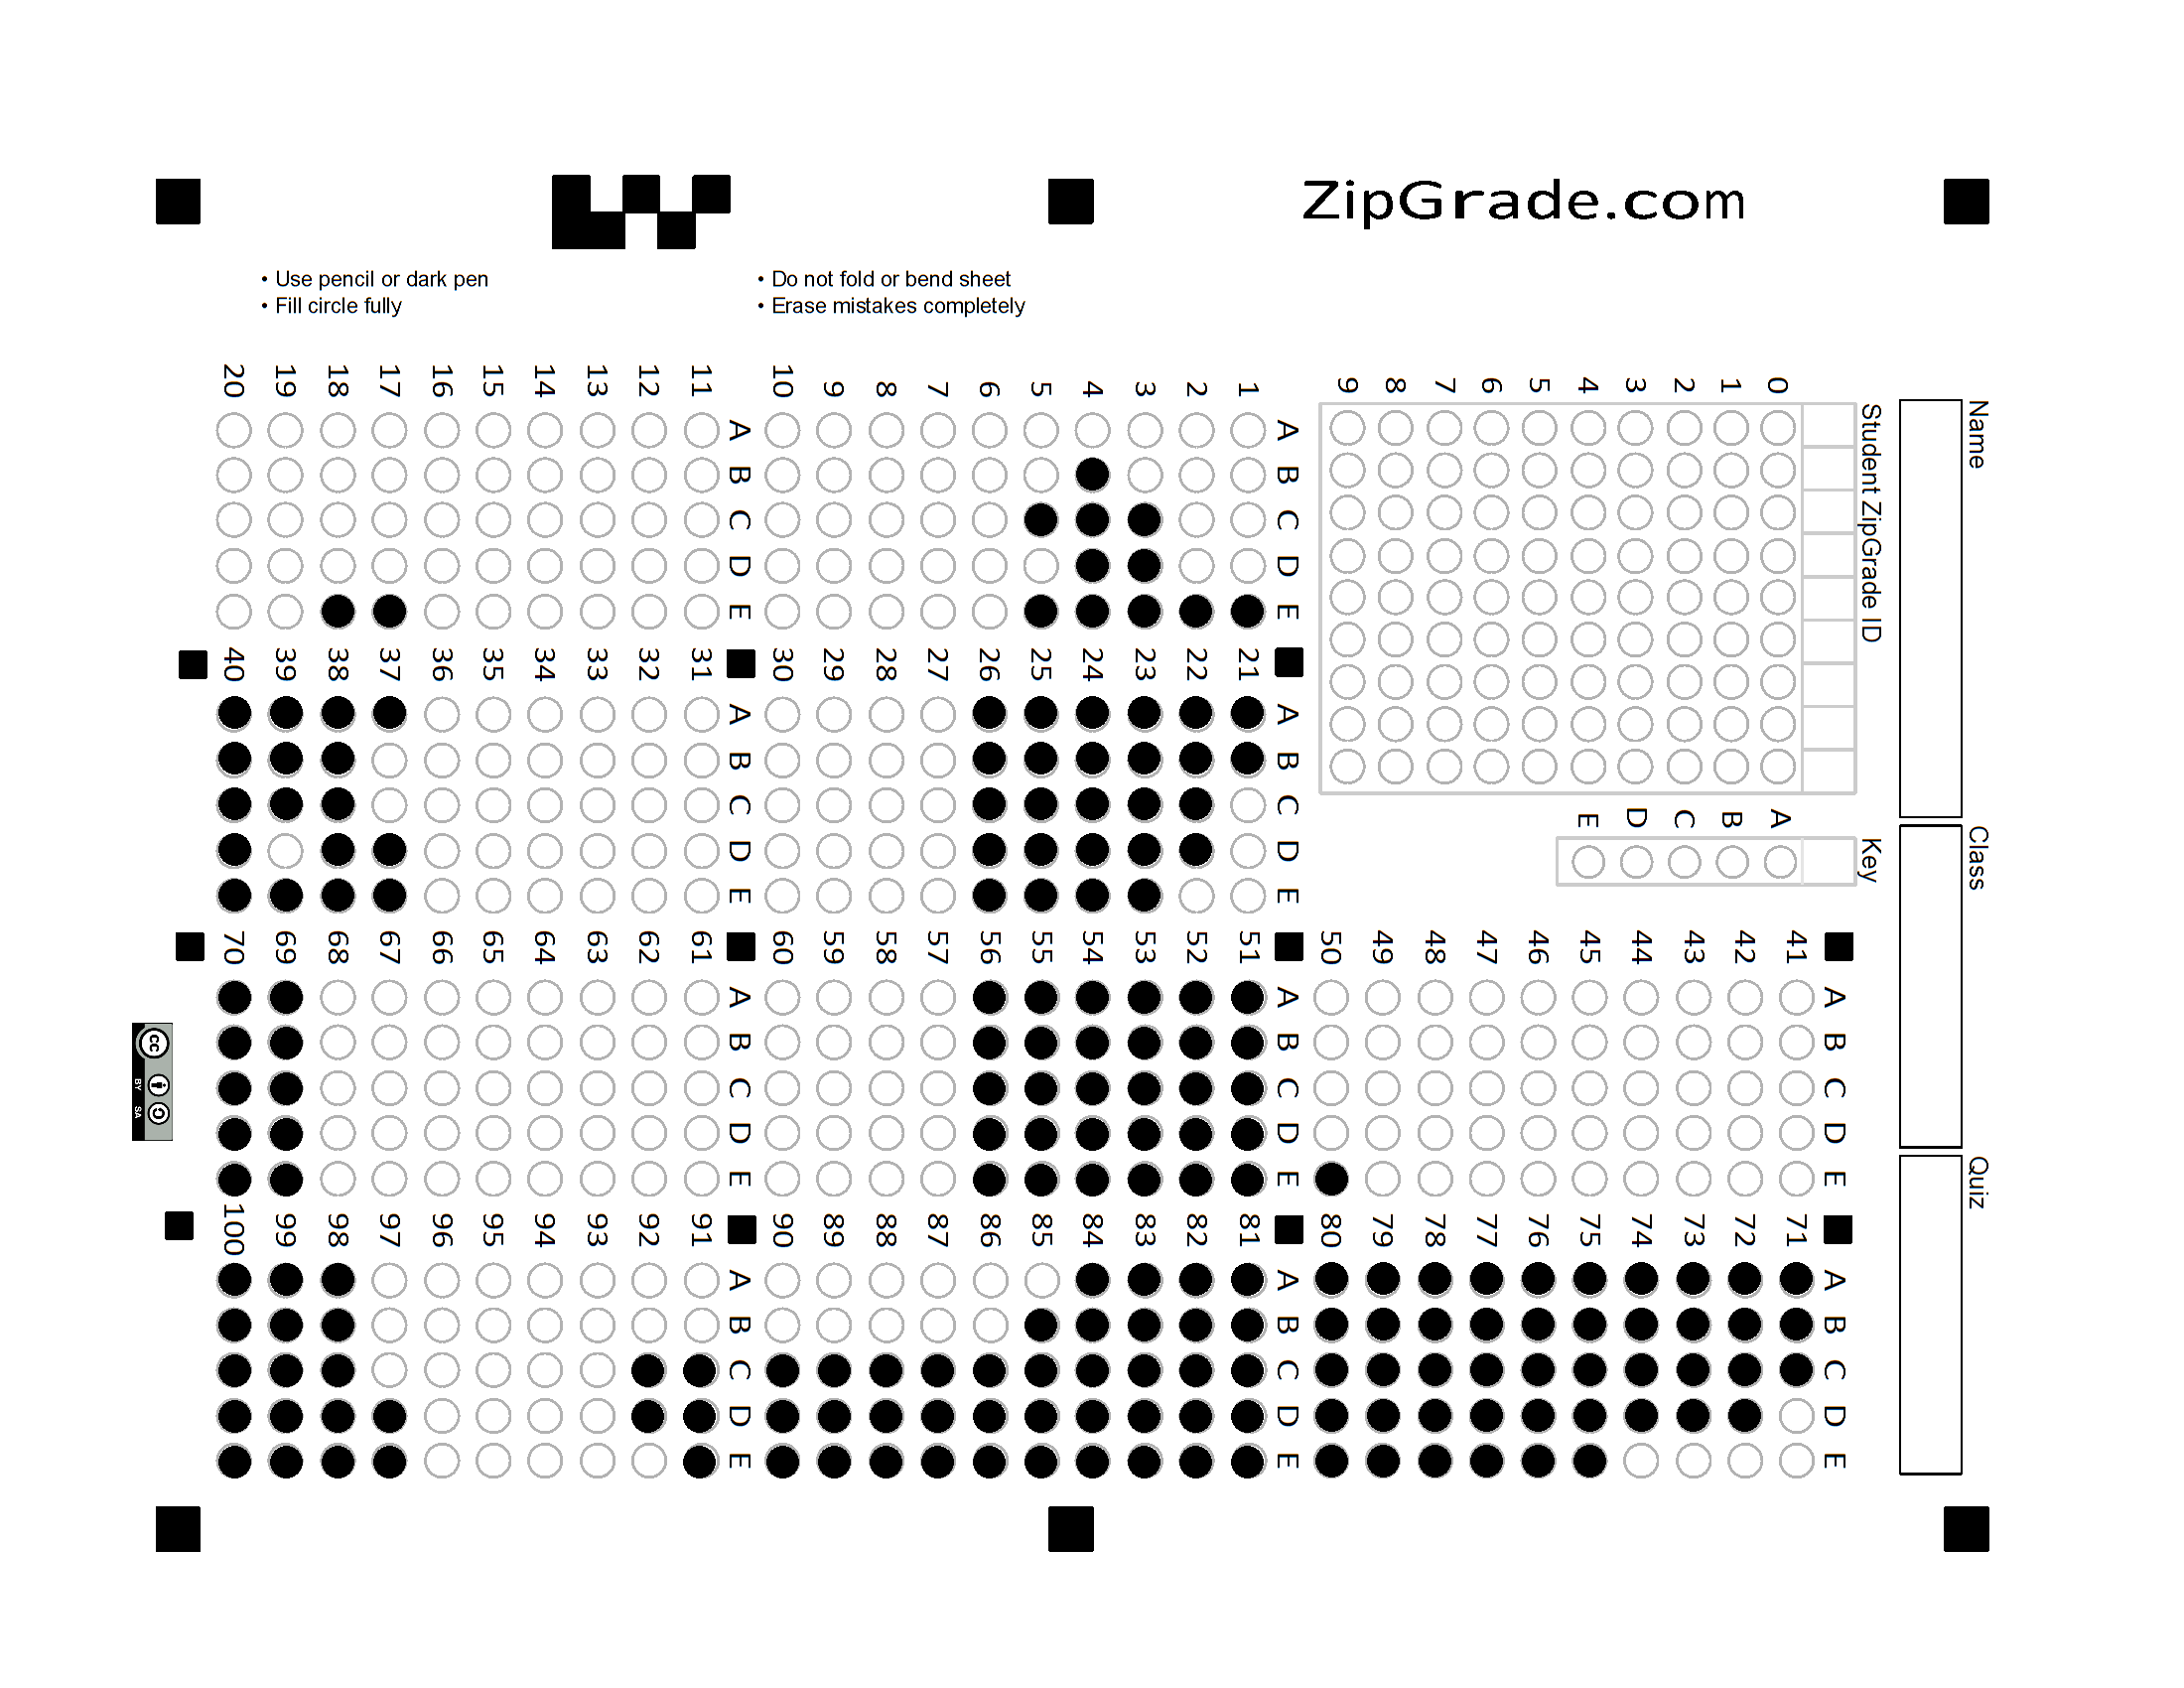 ZipGrade.com
• Use pencil or dark pen
• Fill circle fully
• Do not fold or bend sheet
• Erase mistakes completely
Name
Class
Quiz
Student ZipGrade ID
0 1 2 3 4 5 6 7 8 9
Key
A B C D E
A B C D E
1 2 3 4 5 6 7 8 9 10
A B C D E
11 12 13 14 15 16 17 18 19 20
A B C D E
21 22 23 24 25 26 27 28 29 30
A B C D E
31 32 33 34 35 36 37 38 39 40
A B C D E
41 42 43 44 45 46 47 48 49 50
A B C D E
51 52 53 54 55 56 57 58 59 60
A B C D E
61 62 63 64 65 66 67 68 69 70
A B C D E
71 72 73 74 75 76 77 78 79 80
A B C D E
81 82 83 84 85 86 87 88 89 90
A B C D E
91 92 93 94 95 96 97 98 99 100
cc
BY SA